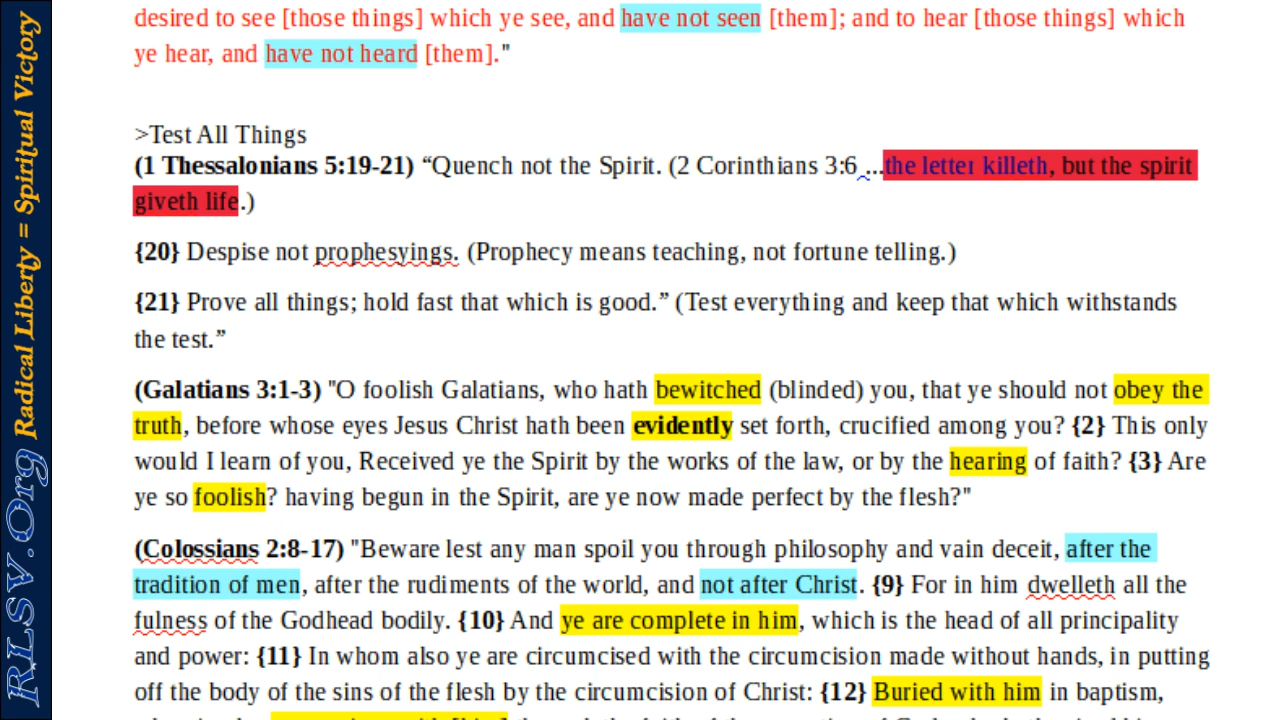 desired to see [those things] which ye see, and have not seen [them]; and to hear [those things] which
ye hear, and have not heard [them]."
>Test All Things
(1 Thessalonians 5:19-21) “Quench not the Spirit. (2 Corinthians 3:6 ...the letter killeth, but the spirit
giveth life.)
{20} Despise not prophesyings. (Prophecy means teaching, not fortune telling.)
{21} Prove all things; hold fast that which is good.” (Test everything and keep that which withstands
the test.”
(Galatians 3:1-3) "O foolish Galatians, who hath bewitched (blinded) you, that ye should not obey the
truth, before whose eyes Jesus Christ hath been evidently set forth, crucified among you? {2} This only
would I learn of you, Received ye the Spirit by the works of the law, or by the hearing of faith? {3} Are
ye so foolish? having begun in the Spirit, are ye now made perfect by the flesh?"
(Colossians 2:8-17) "Beware lest any man spoil you through philosophy and vain deceit, after the
tradition of men, after the rudiments of the world, and not after Christ. {9} For in him dwelleth all the
fulness of the Godhead bodily. {10} And ye are complete in him, which is the head of all principality
and power: {11} In whom also ye are circumcised with the circumcision made without hands, in putting
off the body of the sins of the flesh by the circumcision of Christ: {12} Buried with him in baptism,
RLSV.Org Radical Liberty = Spiritual Victory